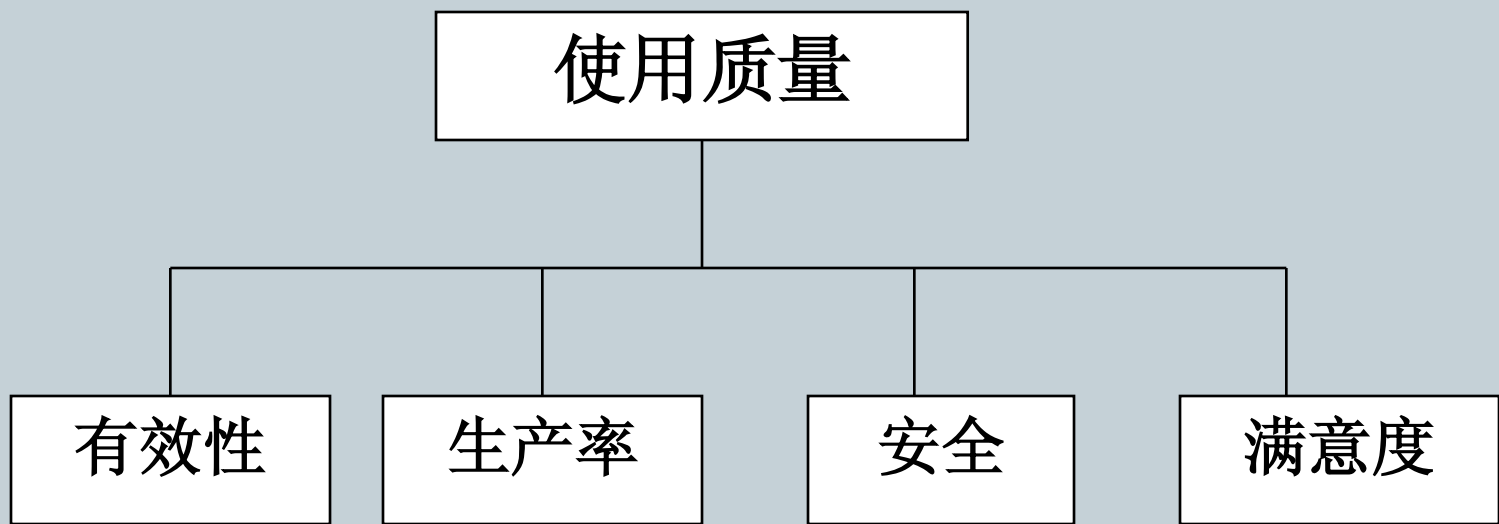 使用质量
有效性
生产率
安全
满意度